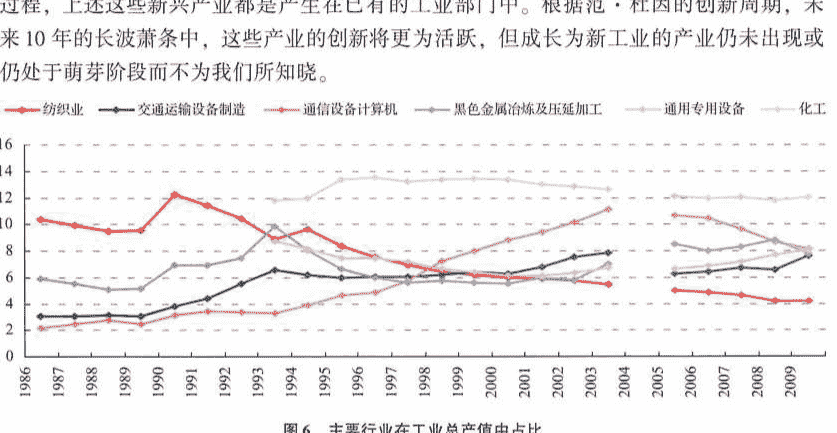 过程，上述这些新兴产业都是产生在已有的工业部门中。根据范·杜因的创新周期，未
来10年的长波萧条中，这些产业的创新将更为活跃，但成长为新工业的产业仍未出现或
仍处于萌芽阶段而不为我们所知晓。
纺织业 交通运输设备制造 通信设备计算机 黑色金属冶炼及压延加工 通用专用设备 化工
16
14
12
10
8
6
4
2
0
1986 1987 1988 1989 1990 1991 1992 1993 1994 1995 1996 1997 1998 1999 2000 2001 2002 2003 2004 2005 2006 2007 2008 2009
图6 主要行业在工业总产值中占比